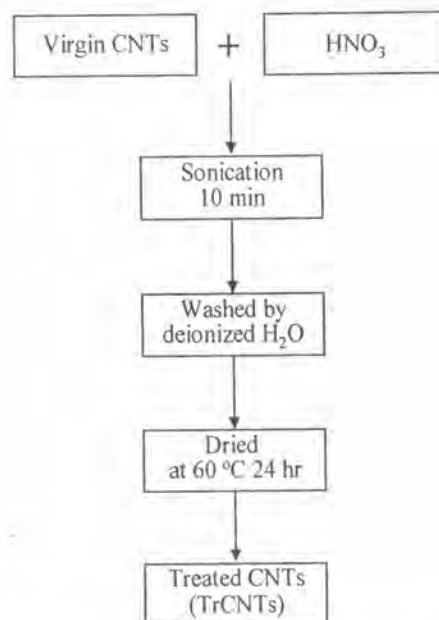 Virgin CNTs + HNO₃
Sonication
10 min
Washed by
deionized H₂O
Dried
at 60 °C 24 hr
Treated CNTs
(TrCNTs)